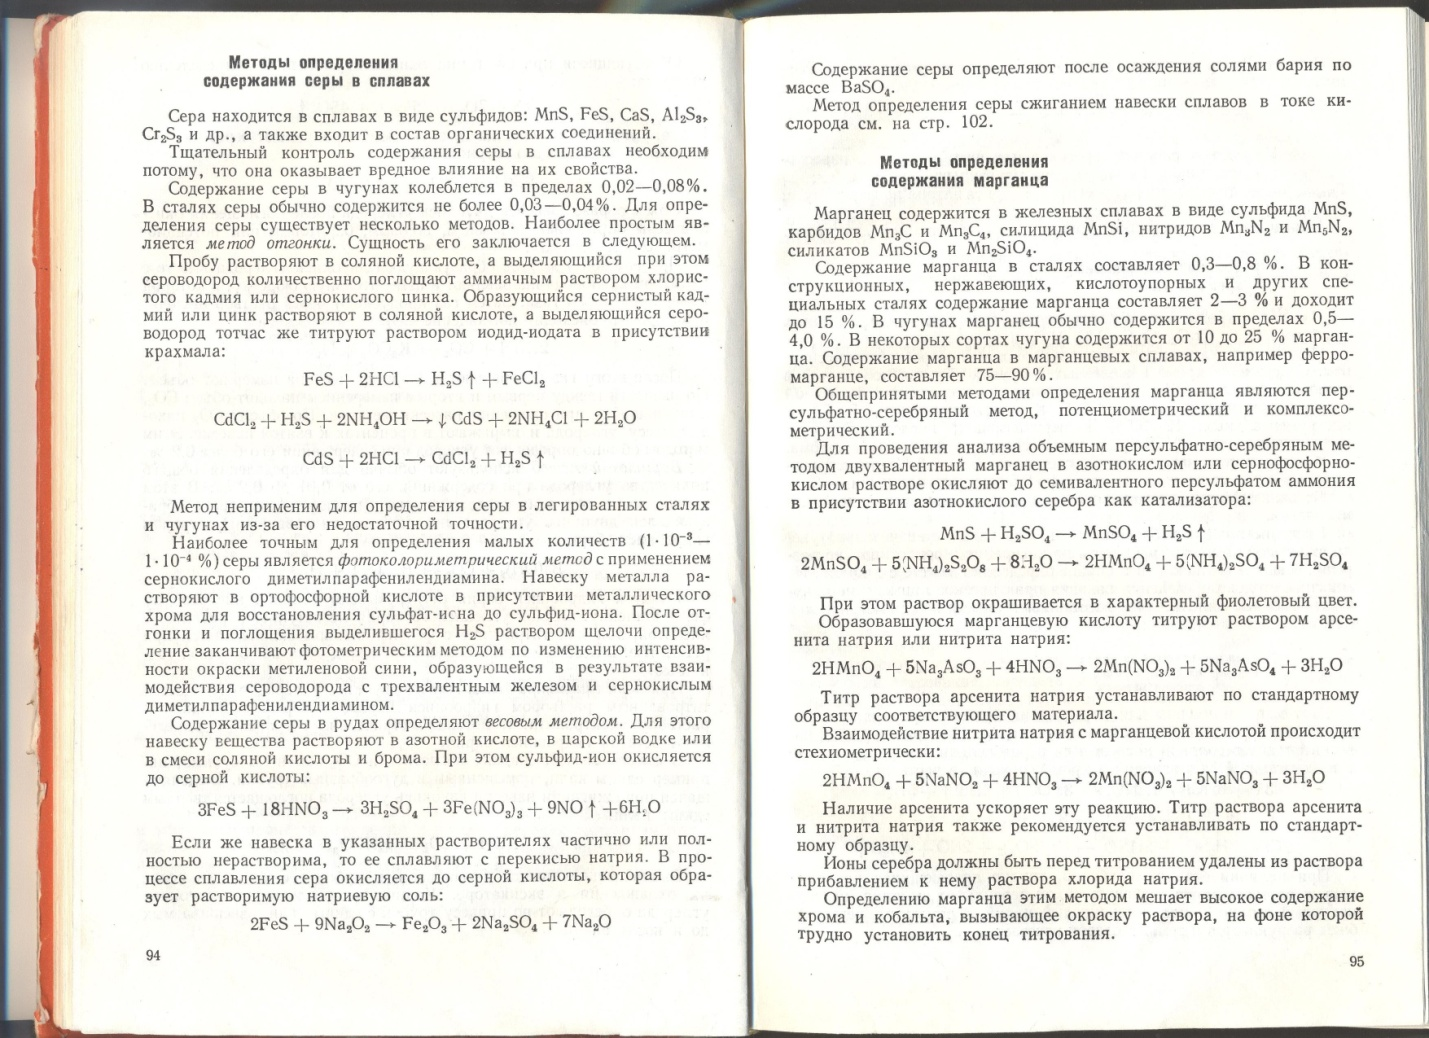 Методы определения
содержания серы в сплавах
Сера находится в сплавах в виде сульфидов: MnS, FeS, CaS, Al₂S₃,
Cr₂S₃ и др., а также входит в состав органических соединений.
Тщательный контроль содержания серы в сплавах необходим
потому, что она оказывает вредное влияние на их свойства.
Содержание серы в чугунах колеблется в пределах 0,02—0,08%.
В сталях серы обычно содержится не более 0,03—0,04%. Для опре-
деления серы существует несколько методов. Наиболее простым яв-
ляется метод отгонки. Сущность его заключается в следующем.
Пробу растворяют в соляной кислоте, а выделяющийся при этом
сероводород количественно поглощают аммиачным раствором хлорис-
того кадмия или сернокислого цинка. Образующийся сернистый кад-
мий или цинк растворяют в соляной кислоте, а выделяющийся серо-
водород тотчас же титруют раствором иодид-иодата в присутствии
крахмала:
FeS + 2HCl → H₂S ↑ + FeCl₂
CdCl₂ + H₂S + 2NH₄OH → ↓ CdS + 2NH₄Cl + 2H₂O
CdS + 2HCl → CdCl₂ + H₂S ↑
Метод неприменим для определения серы в легированных сталях
и чугунах из-за его недостаточной точности.
Наиболее точным для определения малых количеств (1·10⁻³—
1·10⁻⁴ %) серы является фотоколориметрический метод с применением
сернокислого диметилпарафенилендиамина. Навеску металла ра-
створяют в ортофосфорной кислоте в присутствии металлического
хрома для восстановления сульфат-иона до сульфид-иона. После от-
гонки и поглощения выделившегося H₂S раствором щелочи опреде-
ление заканчивают фотометрическим методом по изменению интенсив-
ности окраски метиленовой сини, образующейся в результате взаи-
модействия сероводорода с трехвалентным железом и сернокислым
диметилпарафенилендиамином.
Содержание серы в рудах определяют весовым методом. Для этого
навеску вещества растворяют в азотной кислоте, в царской водке или
в смеси соляной кислоты и брома. При этом сульфид-ион окисляется
до серной кислоты:
3FeS + 18HNO₃ → 3H₂SO₄ + 3Fe(NO₃)₃ + 9NO ↑ +6H₂O
Если же навеска в указанных растворителях частично или пол-
ностью нерастворима, то ее сплавляют с перекисью натрия. В про-
цессе сплавления сера окисляется до серной кислоты, которая обра-
зует растворимую натриевую соль:
2FeS + 9Na₂O₂ → Fe₂O₃ + 2Na₂SO₄ + 7Na₂O
94
Содержание серы определяют после осаждения солями бария по
массе BaSO₄.
Метод определения серы сжиганием навески сплавов в токе ки-
слорода см. на стр. 102.
Методы определения
содержания марганца
Марганец содержится в железных сплавах в виде сульфида MnS,
карбидов Mn₃C и Mn₃C₄, силицида MnSi, нитридов Mn₃N₂ и Mn₅N₂,
силикатов MnSiO₃ и Mn₂SiO₄.
Содержание марганца в сталях составляет 0,3—0,8 %. В кон-
струкционных, нержавеющих, кислотоупорных и других спе-
циальных сталях содержание марганца составляет 2—3 % и доходит
до 15 %. В чугунах марганец обычно содержится в пределах 0,5—
4,0 %. В некоторых сортах чугуна содержится от 10 до 25 % марган-
ца. Содержание марганца в марганцевых сплавах, например ферро-
марганце, составляет 75—90%.
Общепринятыми методами определения марганца являются пер-
сульфатно-серебряный метод, потенциометрический и комплексо-
метрический.
Для проведения анализа объемным персульфатно-серебряным ме-
тодом двухвалентный марганец в азотнокислом или сернофосфорно-
кислом растворе окисляют до семивалентного персульфатом аммония
в присутствии азотнокислого серебра как катализатора:
MnS + H₂SO₄ → MnSO₄ + H₂S ↑
2MnSO₄ + 5(NH₄)₂S₂O₈ + 8H₂O → 2HMnO₄ + 5(NH₄)₂SO₄ + 7H₂SO₄
При этом раствор окрашивается в характерный фиолетовый цвет.
Образовавшуюся марганцевую кислоту титруют раствором арсе-
нита натрия или нитрита натрия:
2HMnO₄ + 5Na₃AsO₃ + 4HNO₃ → 2Mn(NO₃)₂ + 5Na₃AsO₄ + 3H₂O
Титр раствора арсенита натрия устанавливают по стандартному
образцу соответствующего материала.
Взаимодействие нитрита натрия с марганцевой кислотой происходит
стехиометрически:
2HMnO₄ + 5NaNO₂ + 4HNO₃ → 2Mn(NO₃)₂ + 5NaNO₃ + 3H₂O
Наличие арсенита ускоряет эту реакцию. Титр раствора арсенита
и нитрита натрия также рекомендуется устанавливать по стандарт-
ному образцу.
Ионы серебра должны быть перед титрованием удалены из раствора
прибавлением к нему раствора хлорида натрия.
Определению марганца этим методом мешает высокое содержание
хрома и кобальта, вызывающее окраску раствора, на фоне которой
трудно установить конец титрования.
95